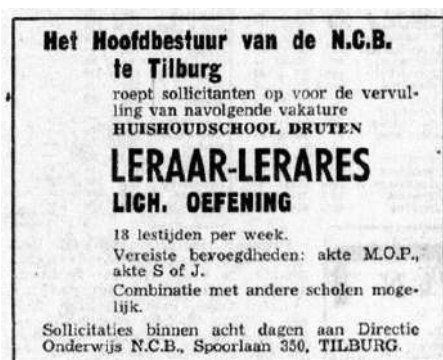 Het Hoofdbestuur van de N.C.B.
te Tilburg
roept sollicitanten op voor de vervul-
ling van navolgende vakature
HUISHOUDSCHOOL DRUTEN
LERAAR-LERARES
LICH. OEFENING
18 lestijden per week.
Vereiste bevoegdheden: akte M.O.P.,
akte S of J.
Combinatie met andere scholen moge-
lijk.
Sollicitaties binnen acht dagen aan Directie
Onderwijs N.C.B., Spoorlaan 350, TILBURG.